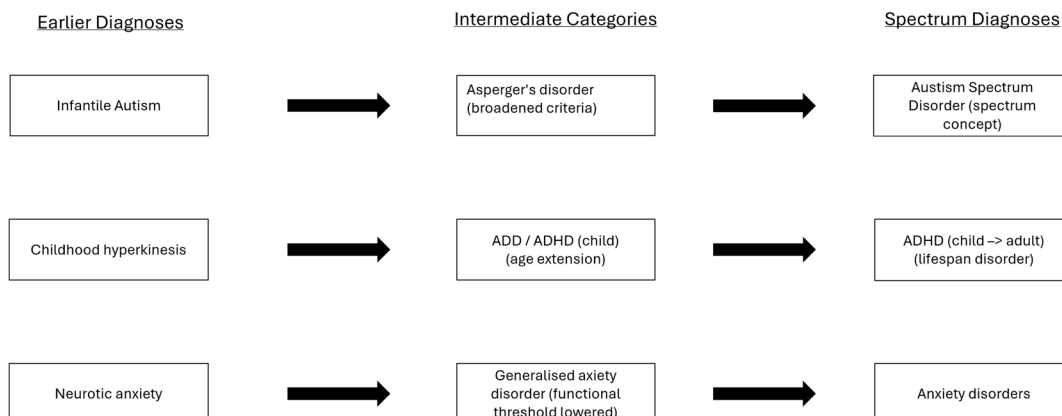 Earlier Diagnoses
Intermediate Categories
Spectrum Diagnoses
Infantile Autism
Asperger's disorder
(broadened criteria)
Austism Spectrum
Disorder (spectrum
concept)
Childhood hyperkinesis
ADD / ADHD (child)
(age extension)
ADHD (child –> adult)
(lifespan disorder)
Neurotic anxiety
Generalised axiety
disorder (functional
threshold lowered)
Anxiety disorders